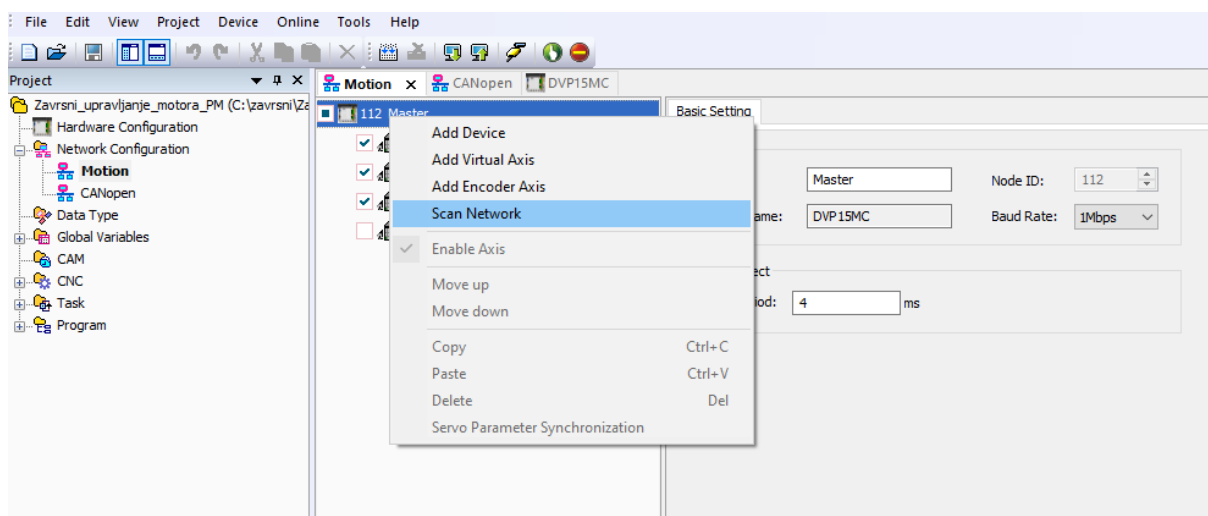 File Edit View Project Device Online Tools Help
Project
Motion x CANopen DVP15MC
Zavrsni_upravljanje_motora_PM (C:\zavrsni\Za
Hardware Configuration
Network Configuration
Motion
CANopen
Data Type
Global Variables
CAM
CNC
Task
Program
112 Master
Add Device
Add Virtual Axis
Add Encoder Axis
Scan Network
Enable Axis
Move up
Move down
Copy Ctrl+C
Paste Ctrl+V
Delete Del
Servo Parameter Synchronization
Basic Setting
Master Node ID: 112
ame: DVP15MC Baud Rate: 1Mbps
ect
iod: 4 ms